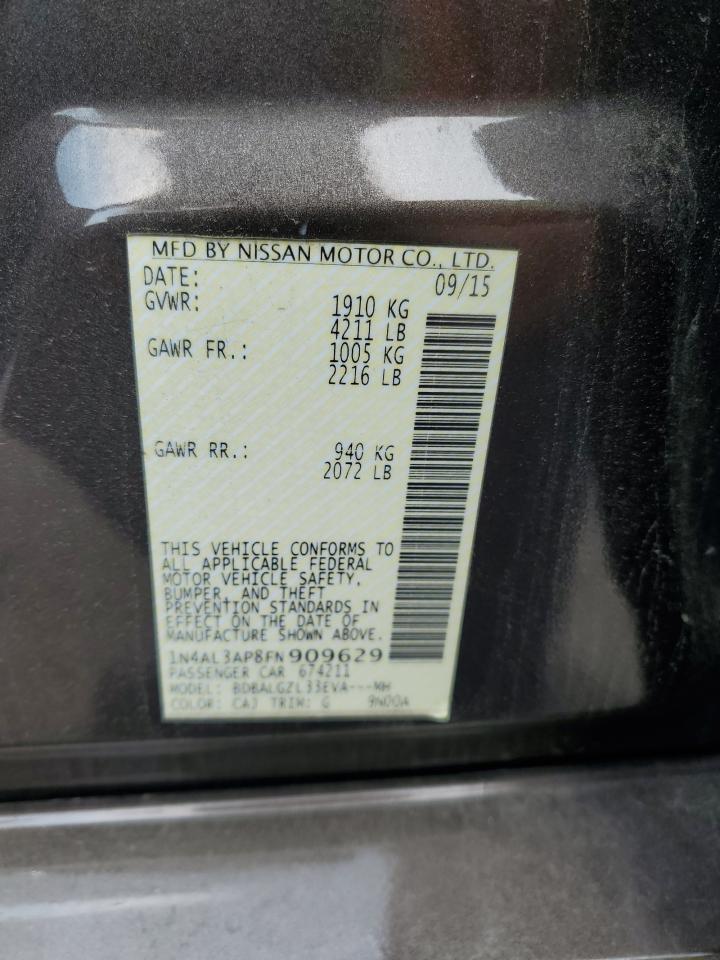 MFD BY NISSAN MOTOR CO., LTD.
DATE: 09/15
GVWR: 1910 KG
4211 LB
GAWR FR.: 1005 KG
2216 LB
GAWR RR.: 940 KG
2072 LB
THIS VEHICLE CONFORMS TO
ALL APPLICABLE FEDERAL
MOTOR VEHICLE SAFETY,
BUMPER, AND THEFT
PREVENTION STANDARDS IN
EFFECT ON THE DATE OF
MANUFACTURE SHOWN ABOVE.
1N4AL3AP8FN909629
PASSENGER CAR 674211
MODEL: BDBALGZL33EVA---MH
COLOR: CAJ TRIM: G 9N00A